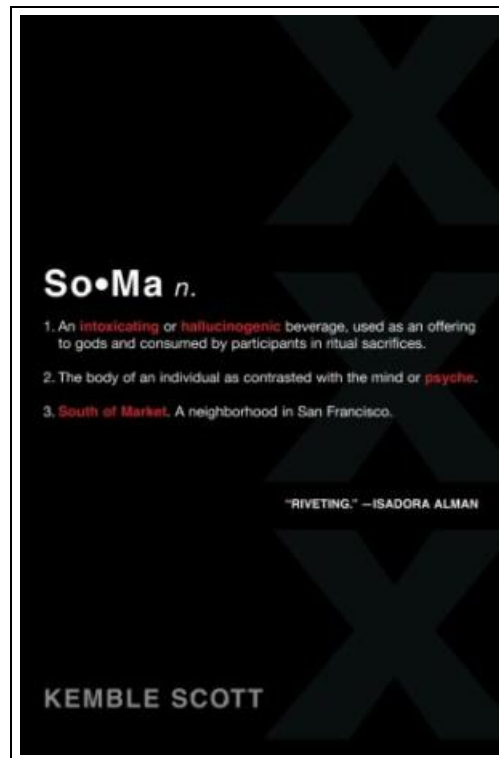 X
So•Ma n.
1. An intoxicating or hallucinogenic beverage, used as an offering
to gods and consumed by participants in ritual sacrifices.
X
2. The body of an individual as contrasted with the mind or psyche.
3. South of Market. A neighborhood in San Francisco.
"RIVETING." —ISADORA ALMAN
X
KEMBLE SCOTT